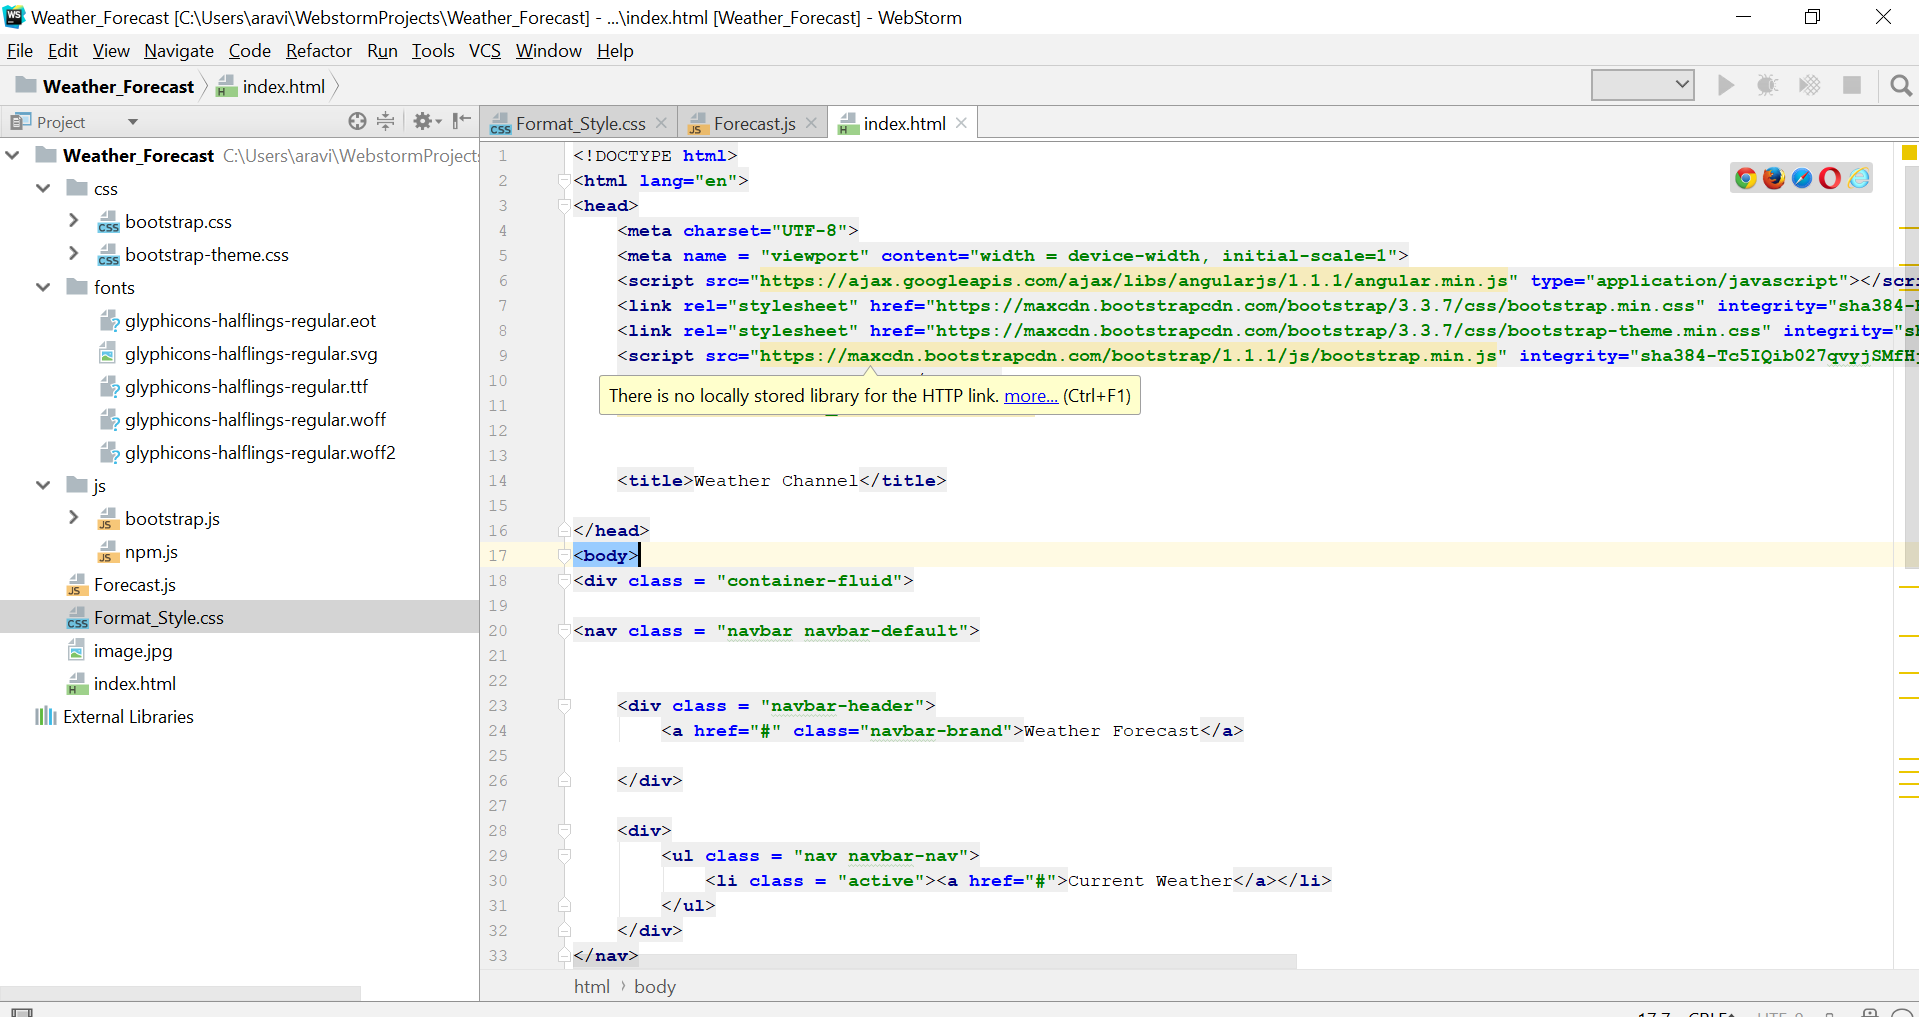 Weather_Forecast [C:\Users\aravi\WebstormProjects\Weather_Forecast] - ...\index.html [Weather_Forecast] - WebStorm
File Edit View Navigate Code Refactor Run Tools VCS Window Help
Weather_Forecast index.html
Project
Weather_Forecast C:\Users\aravi\WebstormProjects
css
bootstrap.css
bootstrap-theme.css
fonts
glyphicons-halflings-regular.eot
glyphicons-halflings-regular.svg
glyphicons-halflings-regular.ttf
glyphicons-halflings-regular.woff
glyphicons-halflings-regular.woff2
js
bootstrap.js
npm.js
Forecast.js
Format_Style.css
image.jpg
index.html
External Libraries
Format_Style.css Forecast.js index.html
1 <!DOCTYPE html>
2 <html lang="en">
3 <head>
4 <meta charset="UTF-8">
5 <meta name = "viewport" content="width = device-width, initial-scale=1">
6 <script src="https://ajax.googleapis.com/ajax/libs/angularjs/1.1.1/angular.min.js" type="application/javascript"></scri
7 <link rel="stylesheet" href="https://maxcdn.bootstrapcdn.com/bootstrap/3.3.7/css/bootstrap.min.css" integrity="sha384-
8 <link rel="stylesheet" href="https://maxcdn.bootstrapcdn.com/bootstrap/3.3.7/css/bootstrap-theme.min.css" integrity="sh
9 <script src="https://maxcdn.bootstrapcdn.com/bootstrap/1.1.1/js/bootstrap.min.js" integrity="sha384-Tc5IQib027qvyjSMfHj
10
There is no locally stored library for the HTTP link. more... (Ctrl+F1)
11
12
13
14 <title>Weather Channel</title>
15
16 </head>
17 <body>
18 <div class = "container-fluid">
19
20 <nav class = "navbar navbar-default">
21
22
23 <div class = "navbar-header">
24 <a href="#" class="navbar-brand">Weather Forecast</a>
25
26 </div>
27
28 <div>
29 <ul class = "nav navbar-nav">
30 <li class = "active"><a href="#">Current Weather</a></li>
31 </ul>
32 </div>
33 </nav>
html › body